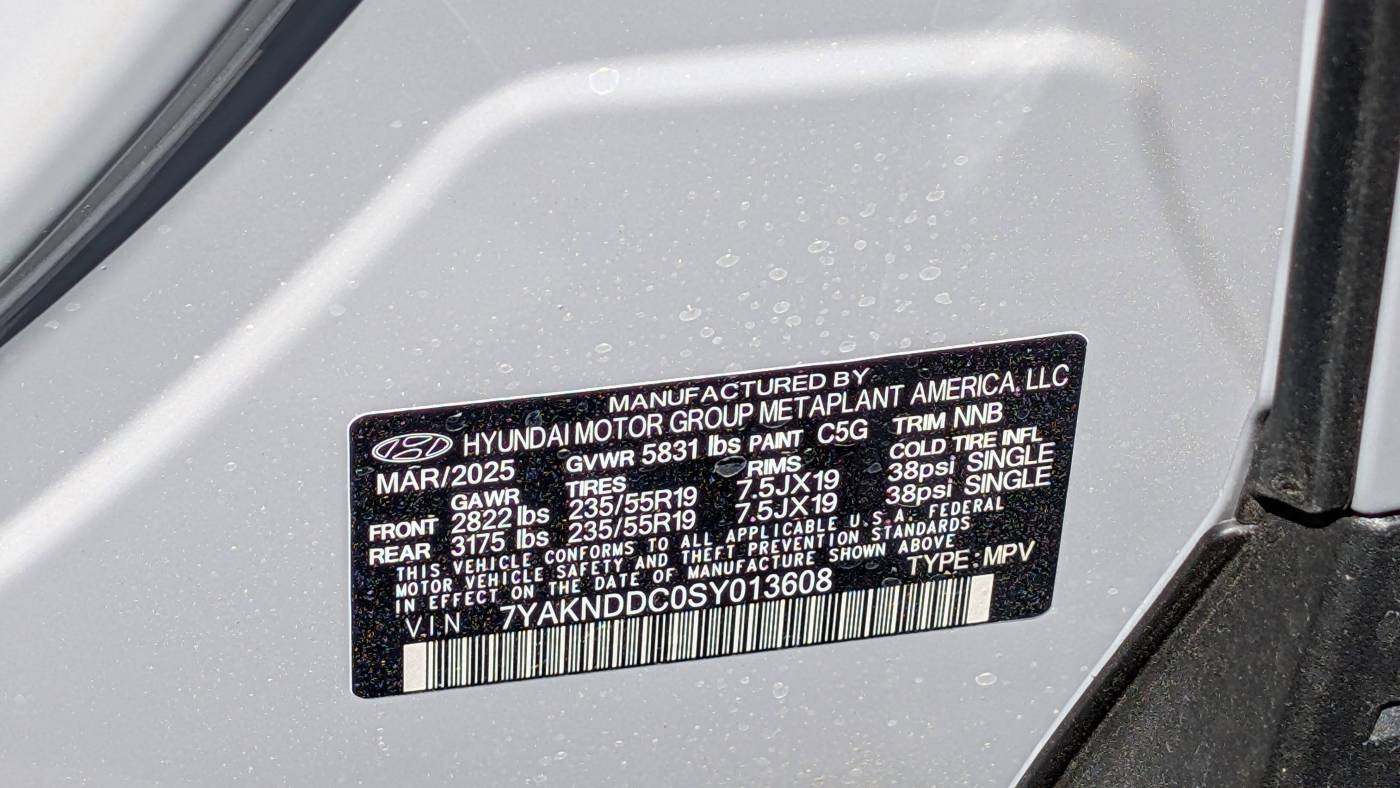 MANUFACTURED BY
HYUNDAI MOTOR GROUP METAPLANT AMERICA, LLC
MAR/2025 GVWR 5831 lbs PAINT C5G TRIM NNB
GAWR TIRES RIMS COLD TIRE INFL
FRONT 2822 lbs 235/55R19 7.5JX19 38psi SINGLE
REAR 3175 lbs 235/55R19 7.5JX19 38psi SINGLE
THIS VEHICLE CONFORMS TO ALL APPLICABLE U.S.A. FEDERAL
MOTOR VEHICLE SAFETY AND THEFT PREVENTION STANDARDS
IN EFFECT ON THE DATE OF MANUFACTURE SHOWN ABOVE
V.I.N 7YAKNDDC0SY013608 TYPE:MPV